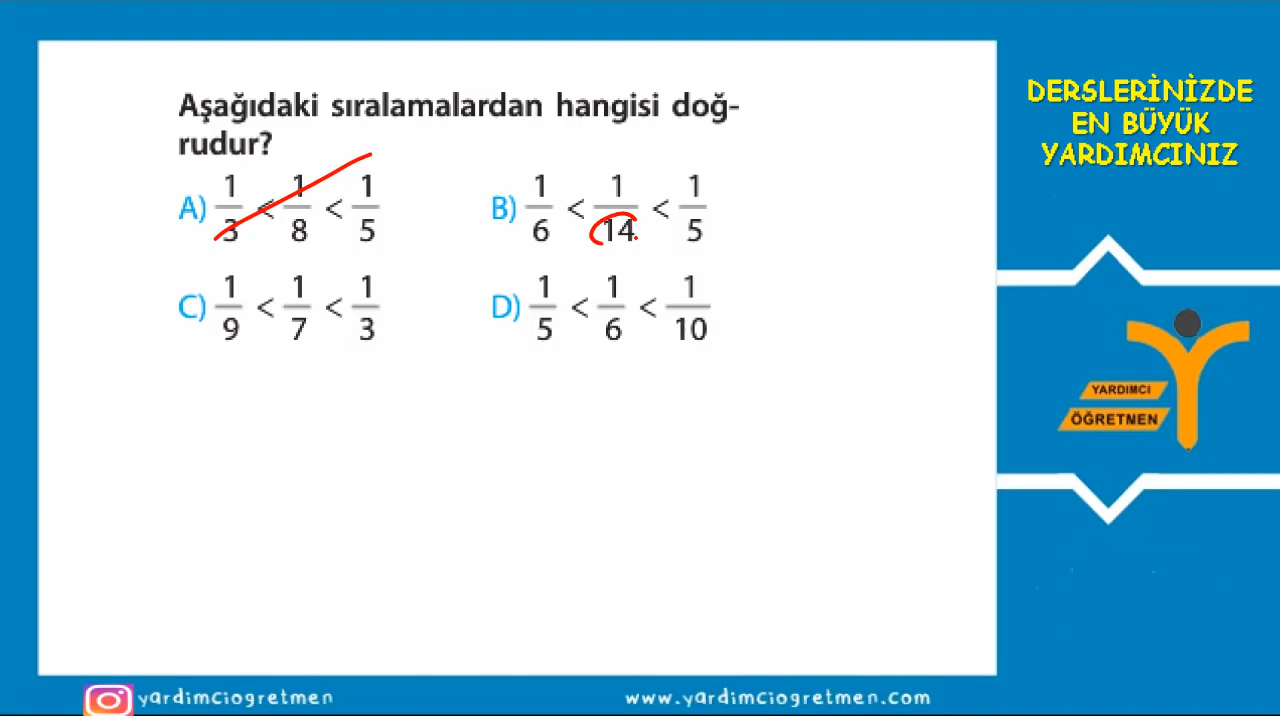 Aşağıdaki sıralamalardan hangisi doğ-
rudur?
A) 1/3 < 1/8 < 1/5
B) 1/6 < 1/14 < 1/5
C) 1/9 < 1/7 < 1/3
D) 1/5 < 1/6 < 1/10
DERSLERİNİZDE
EN BÜYÜK
YARDIMCINIZ
YARDIMCI
ÖĞRETMEN
yardimciogretmen
www.yardimciogretmen.com